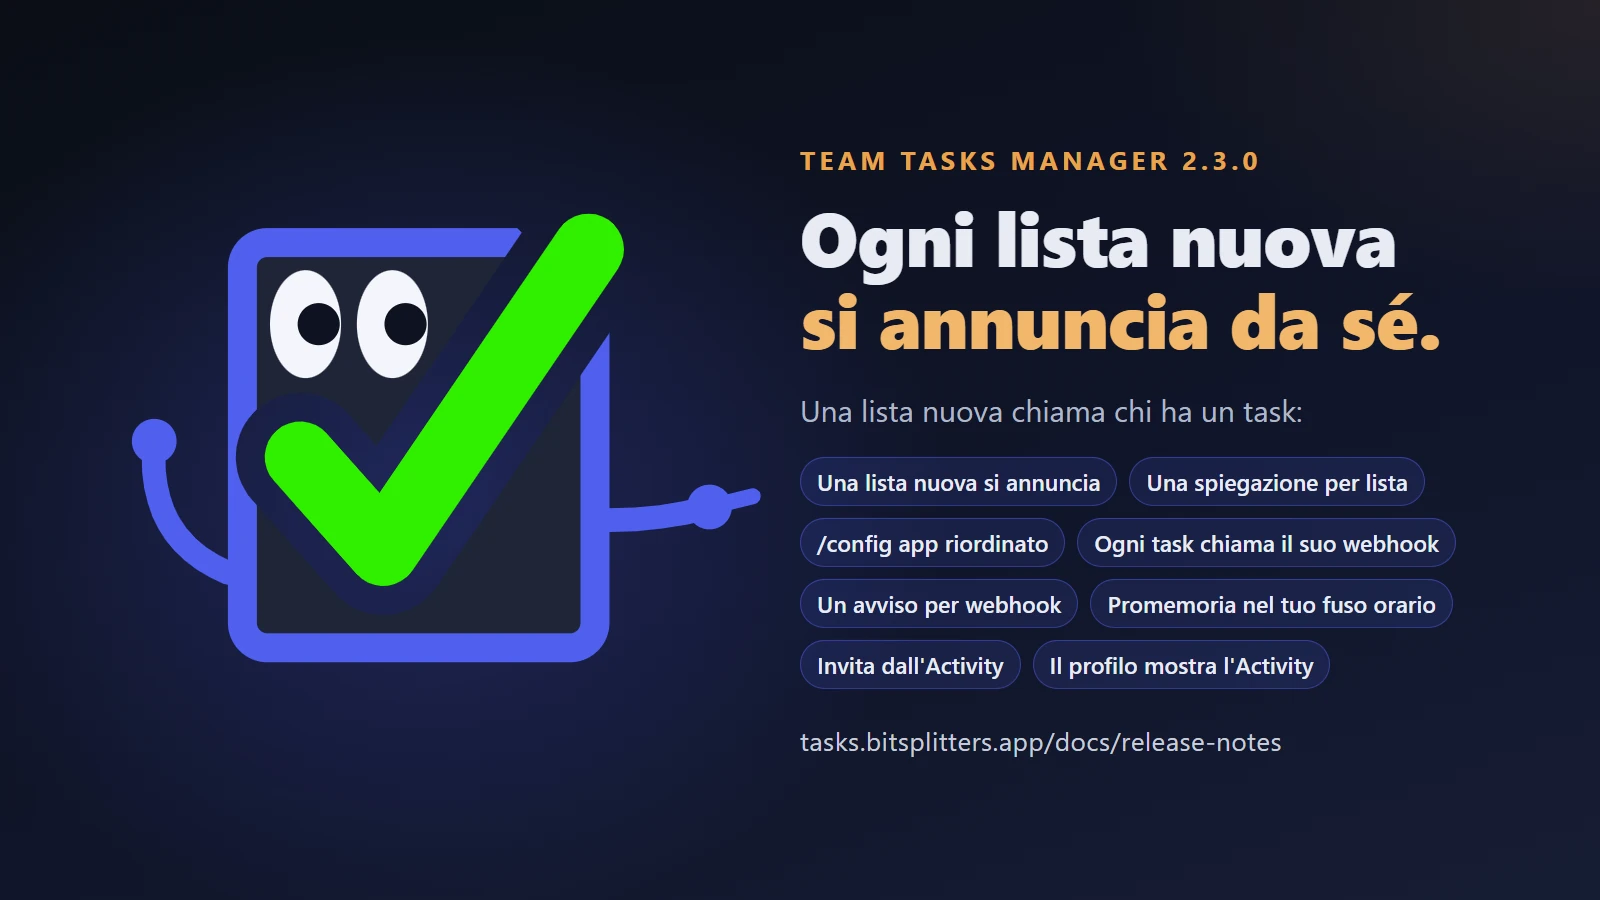 TEAM TASKS MANAGER 2.3.0
Ogni lista nuova
si annuncia da sé.
Una lista nuova chiama chi ha un task:
Una lista nuova si annuncia
Una spiegazione per lista
/config app riordinato
Ogni task chiama il suo webhook
Un avviso per webhook
Promemoria nel tuo fuso orario
Invita dall'Activity
Il profilo mostra l'Activity
tasks.bitsplitters.app/docs/release-notes